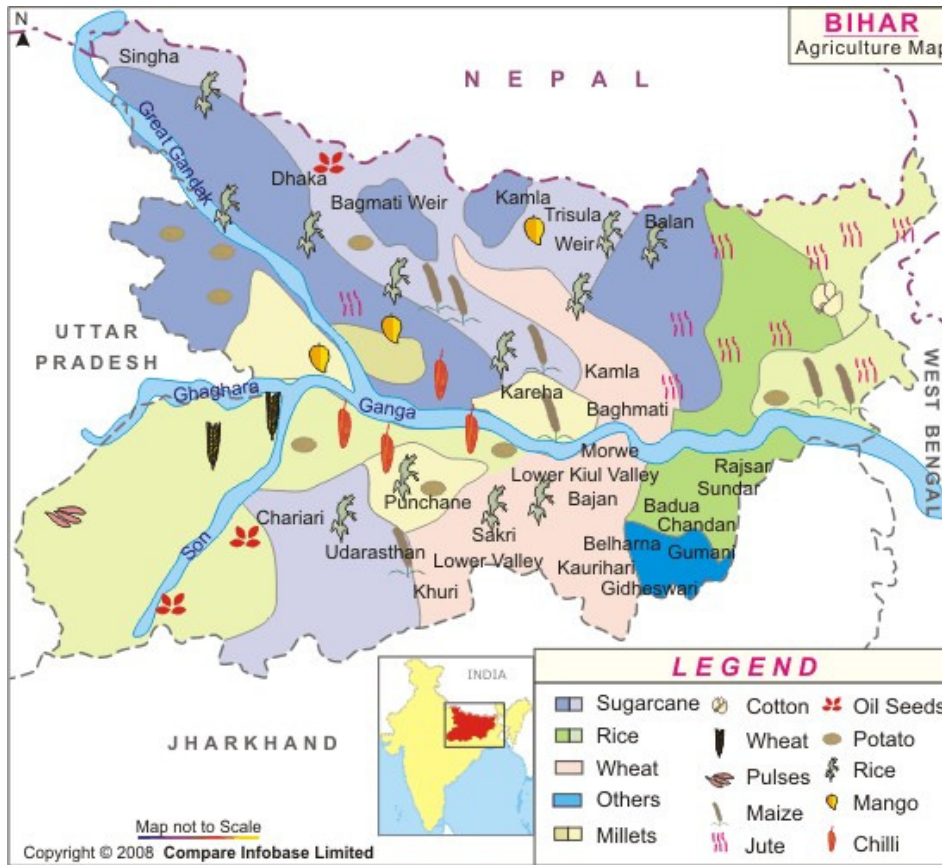 N
BIHAR
Agriculture Map
NEPAL
Singha
Great Gandak
Dhaka
Bagmati Weir
Kamla
Trisula
Weir
Balan
UTTAR
PRADESH
Ghaghara
Ganga
Kareha
Kamla
Baghmati
WEST BENGAL
Morwe
Lower Kiul Valley
Bajan
Rajsar
Sundar
Badua
Chandan
Punchane
Chariari
Son
Udarasthan
Sakri
Lower Valley
Khuri
Belharna
Gumani
Kaurihari
Gidheswari
JHARKHAND
INDIA
LEGEND
Sugarcane
Rice
Wheat
Others
Millets
Cotton
Wheat
Pulses
Maize
Jute
Oil Seeds
Potato
Rice
Mango
Chilli
Map not to Scale
Copyright © 2008 Compare Infobase Limited